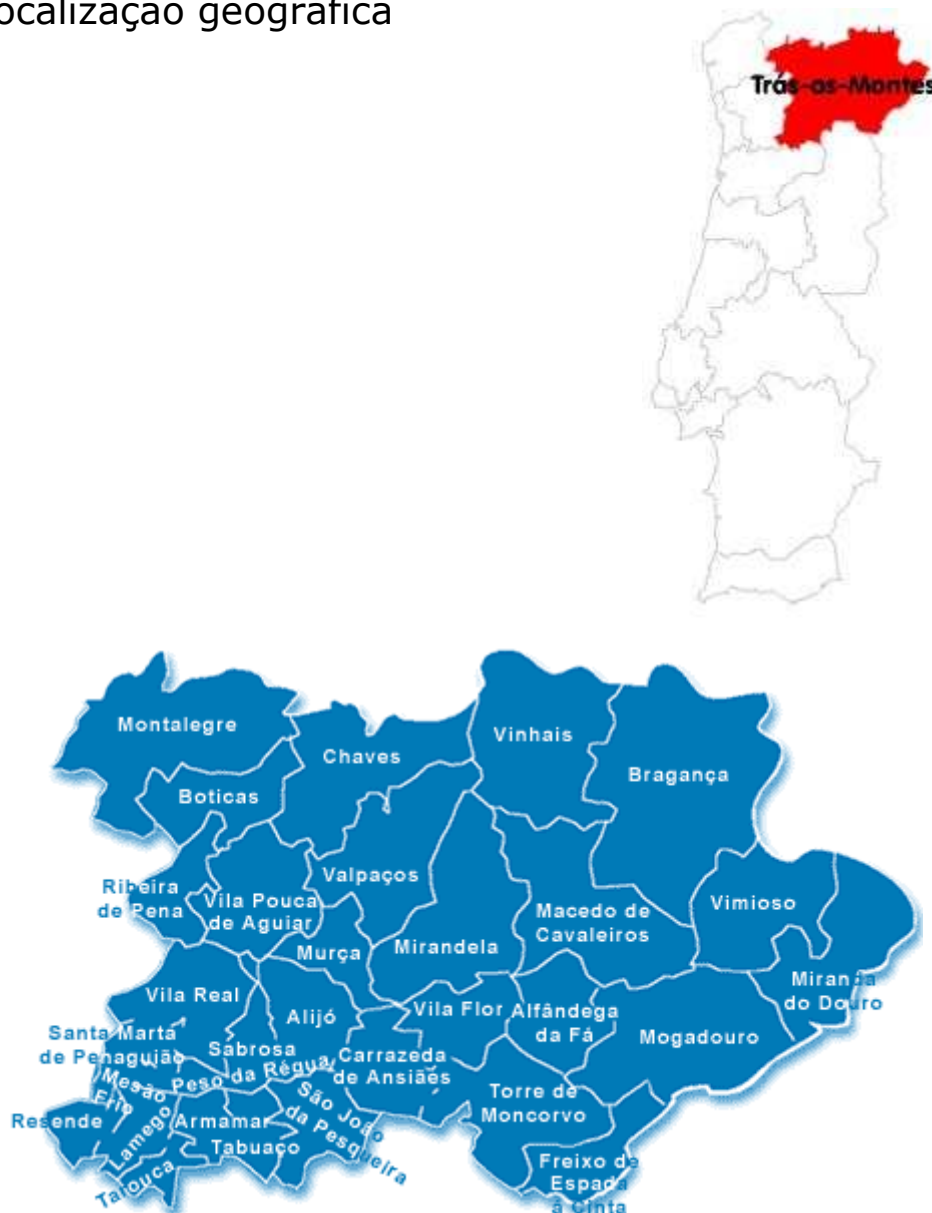 ocalização geográfica
Trás-os-Montes
Montalegre
Chaves
Vinhais
Bragança
Boticas
Valpaços
Ribeira
de Pena
Vila Pouca
de Aguiar
Vimioso
Macedo de
Cavaleiros
Murça
Mirandela
Miranda
do Douro
Vila Real
Alijó
Vila Flor
Alfândega
da Fá
Mogadouro
Santa Marta
de Penaguião
Sabrosa
Carrazeda
de Ansiães
Mesão
Frio
Peso da Régua
São João
da Pesqueira
Torre de
Moncorvo
Resende
Lamego
Armamar
Tabuaço
Tarouca
Freixo de
Espada
à Cinta